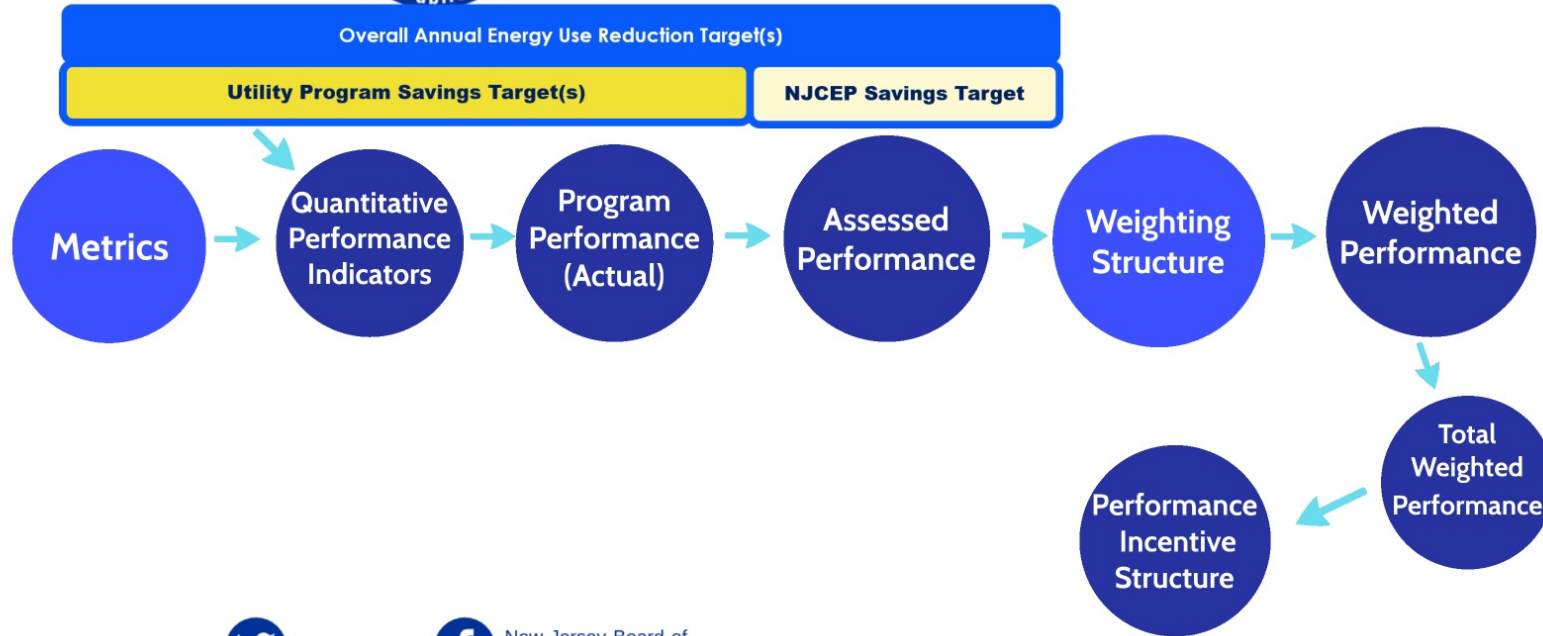 Overall Annual Energy Use Reduction Target(s)
Utility Program Savings Target(s)
NJCEP Savings Target
Metrics
Quantitative
Performance
Indicators
Program
Performance
(Actual)
Assessed
Performance
Weighting
Structure
Weighted
Performance
Total
Weighted
Performance
Performance
Incentive
Structure
New Jersey Board of